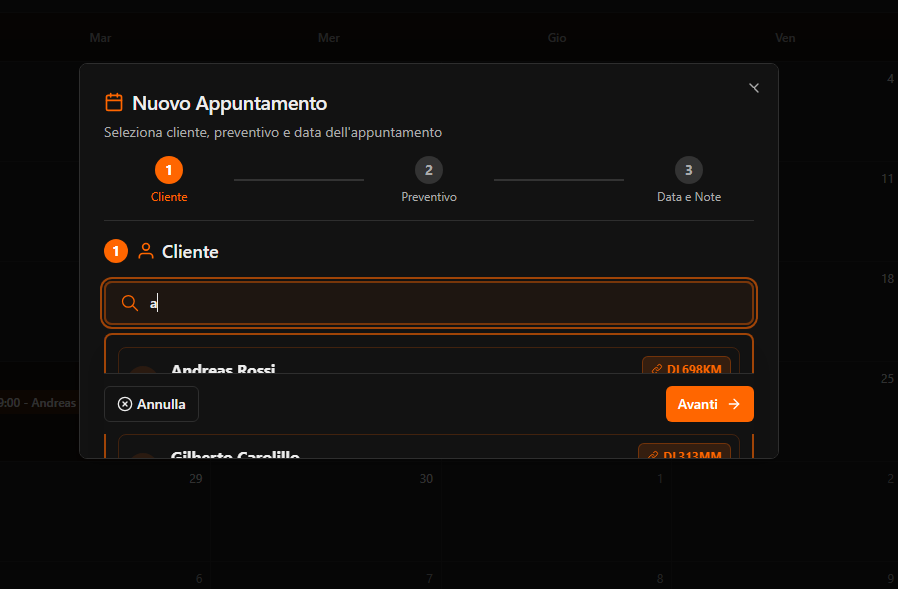 Mar Mer Gio Ven
4
Nuovo Appuntamento
Seleziona cliente, preventivo e data dell'appuntamento
1 2 3
Cliente Preventivo Data e Note
11
1 Cliente
18
a
Andreas Rossi DL698KM
25
9:00 - Andreas
Annulla Avanti
Gilberto Carolillo DL313MM
29 30 1 2
6 7 8 9